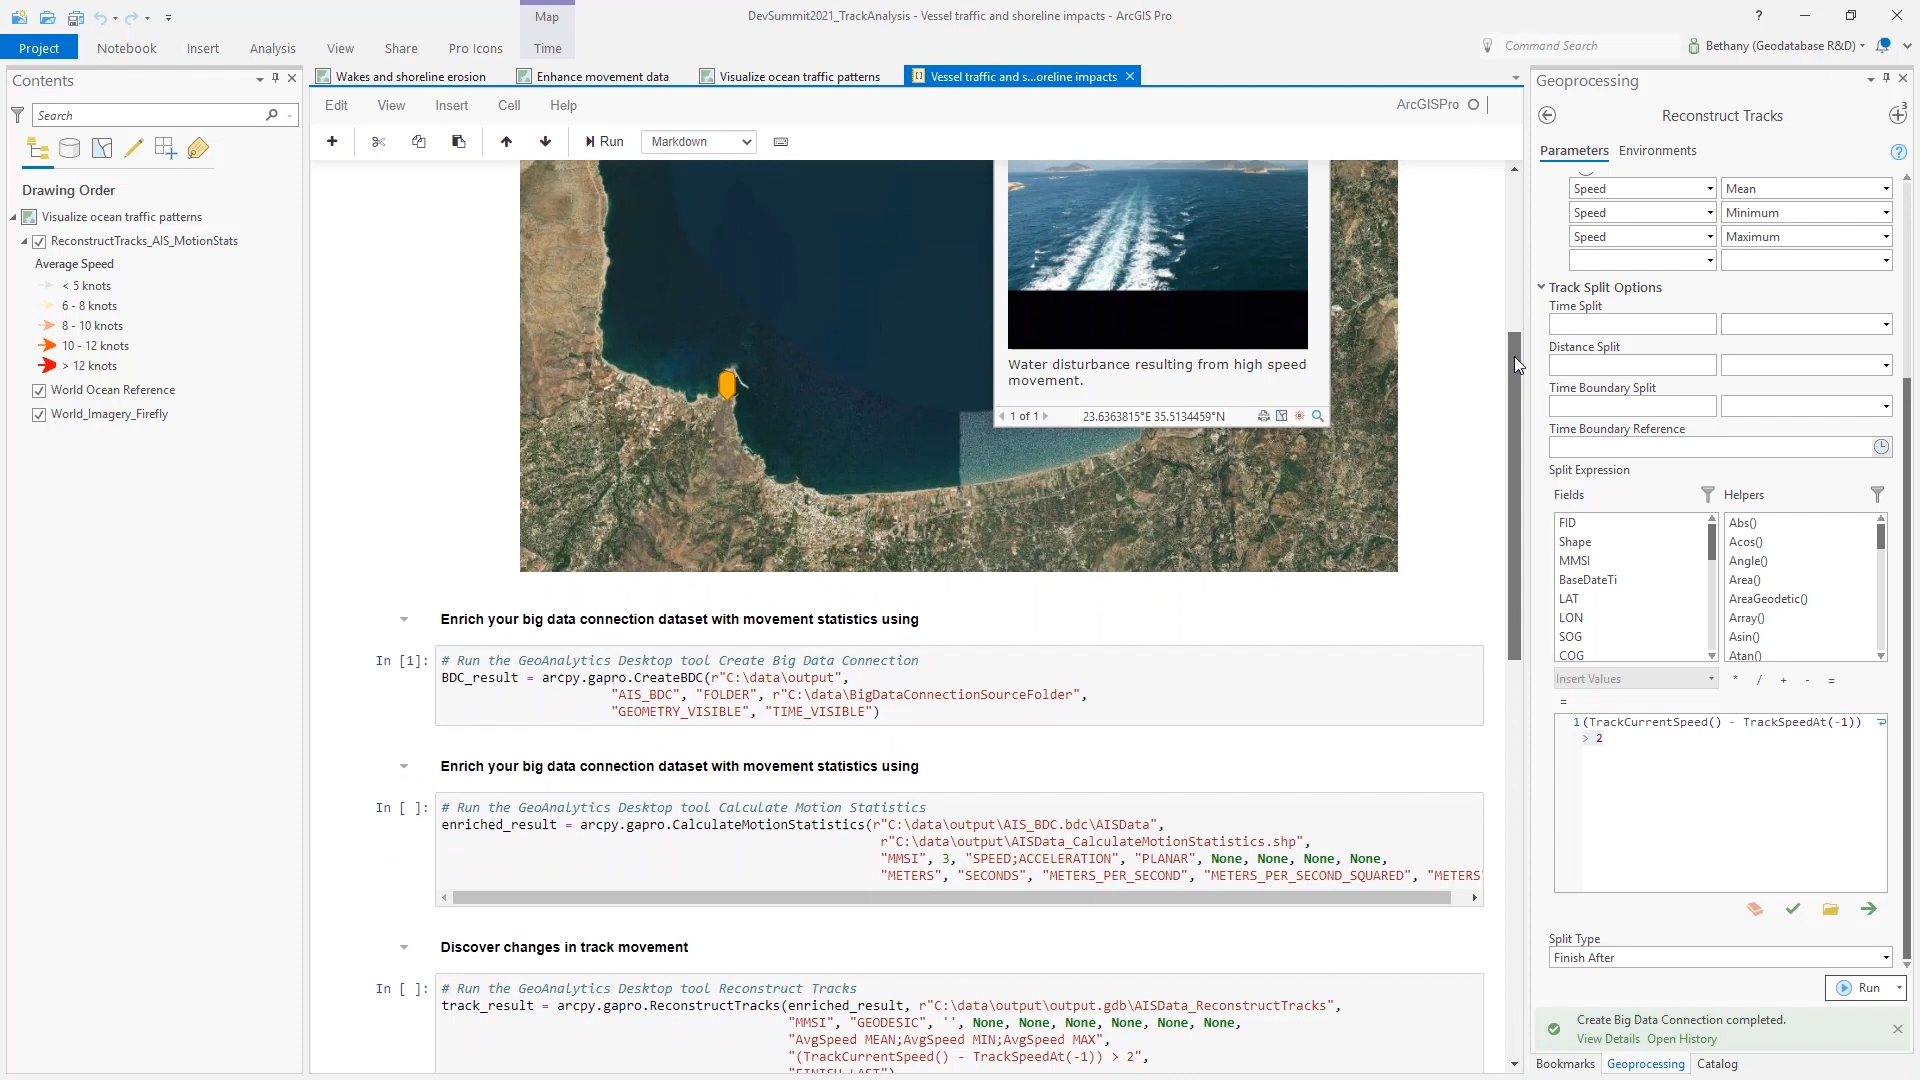 DevSummit2021_TrackAnalysis - Vessel traffic and shoreline impacts - ArcGIS Pro
?
Map
Project
Notebook
Insert
Analysis
View
Share
Pro Icons
Time
Command Search
Bethany (Geodatabase R&D)
Contents
Search
Drawing Order
Visualize ocean traffic patterns
ReconstructTracks_AIS_MotionStats
Average Speed
< 5 knots
6 - 8 knots
8 - 10 knots
10 - 12 knots
> 12 knots
World Ocean Reference
World_Imagery_Firefly
Wakes and shoreline erosion
Enhance movement data
Visualize ocean traffic patterns
Vessel traffic and s...oreline impacts
Edit
View
Insert
Cell
Help
ArcGISPro
Run
Markdown
Water disturbance resulting from high speed
movement.
1 of 1
23.6363815°E 35.5134459°N
Enrich your big data connection dataset with movement statistics using
In [1]:
# Run the GeoAnalytics Desktop tool Create Big Data Connection
BDC_result = arcpy.gapro.CreateBDC(r"C:\data\output",
"AIS_BDC", "FOLDER", r"C:\data\BigDataConnectionSourceFolder",
"GEOMETRY_VISIBLE", "TIME_VISIBLE")
Enrich your big data connection dataset with movement statistics using
In [ ]:
# Run the GeoAnalytics Desktop tool Calculate Motion Statistics
enriched_result = arcpy.gapro.CalculateMotionStatistics(r"C:\data\output\AIS_BDC.bdc\AISData",
r"C:\data\output\AISData_CalculateMotionStatistics.shp",
"MMSI", 3, "SPEED;ACCELERATION", "PLANAR", None, None, None, None,
"METERS", "SECONDS", "METERS_PER_SECOND", "METERS_PER_SECOND_SQUARED", "METERS"
Discover changes in track movement
In [ ]:
# Run the GeoAnalytics Desktop tool Reconstruct Tracks
track_result = arcpy.gapro.ReconstructTracks(enriched_result, r"C:\data\output\output.gdb\AISData_ReconstructTracks",
"MMSI", "GEODESIC", '', None, None, None, None, None, None,
"AvgSpeed MEAN;AvgSpeed MIN;AvgSpeed MAX",
"(TrackCurrentSpeed() - TrackSpeedAt(-1)) > 2",
"FINISH_LAST")
Geoprocessing
Reconstruct Tracks
3
Parameters
Environments
?
Speed
Mean
Speed
Minimum
Speed
Maximum
Track Split Options
Time Split
Distance Split
Time Boundary Split
Time Boundary Reference
Split Expression
Fields
Helpers
FID
Shape
MMSI
BaseDateTi
LAT
LON
SOG
COG
Abs()
Acos()
Angle()
Area()
AreaGeodetic()
Array()
Asin()
Atan()
Insert Values
* / + - =
=
1 (TrackCurrentSpeed() - TrackSpeedAt(-1))
> 2
Split Type
Finish After
Run
Create Big Data Connection completed.
View Details Open History
Bookmarks
Geoprocessing
Catalog